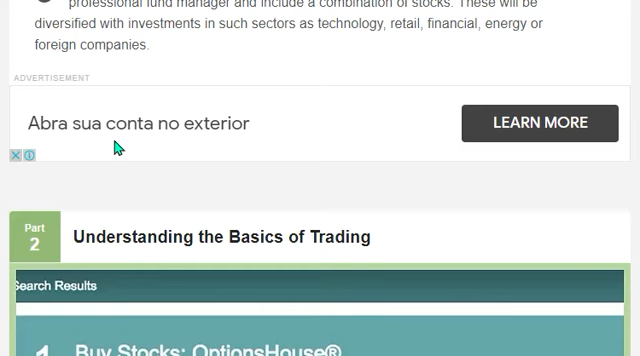 professional fund manager and include a combination of stocks. These will be
diversified with investments in such sectors as technology, retail, financial, energy or
foreign companies.
ADVERTISEMENT
Abra sua conta no exterior
LEARN MORE
Part
2
Understanding the Basics of Trading
Search Results
1 Buy Stocks: OptionsHouse®